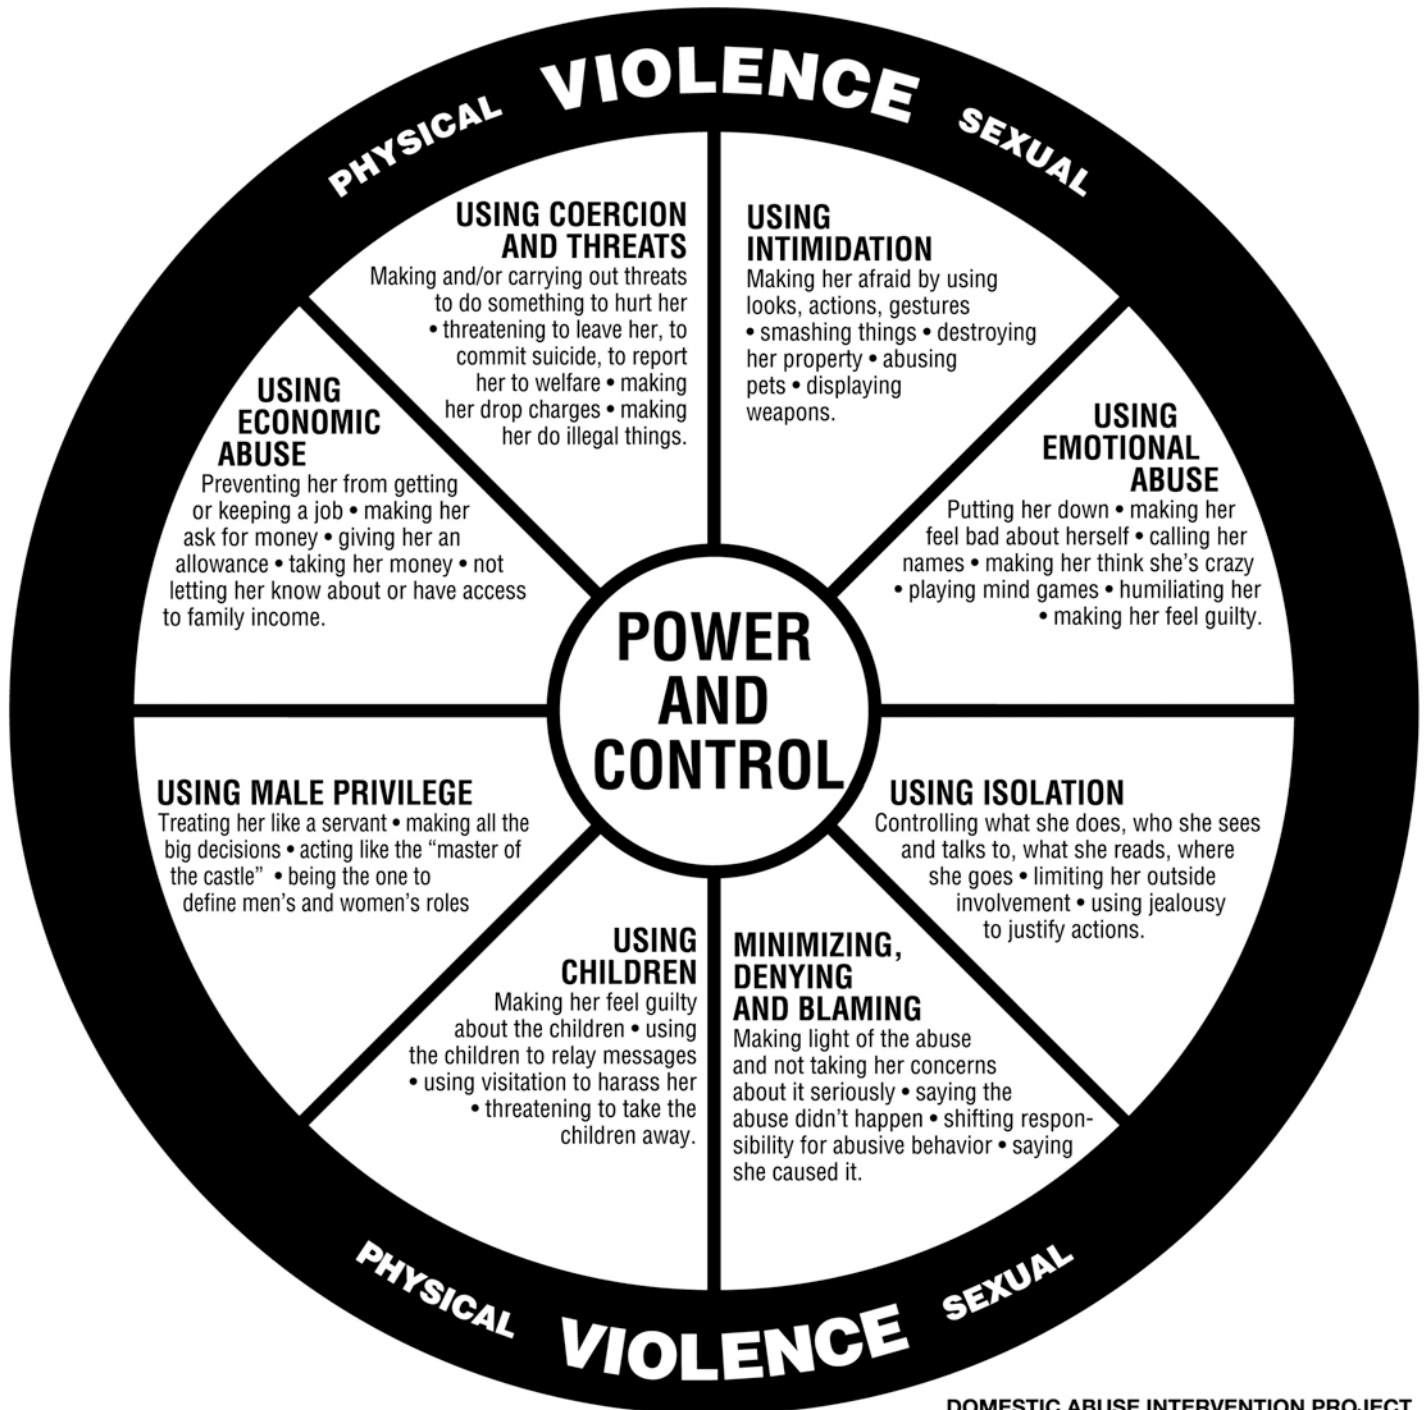 PHYSICAL VIOLENCE SEXUAL
USING COERCION
AND THREATS
Making and/or carrying out threats
to do something to hurt her
• threatening to leave her, to
commit suicide, to report
her to welfare • making
her drop charges • making
her do illegal things.
USING
INTIMIDATION
Making her afraid by using
looks, actions, gestures
• smashing things • destroying
her property • abusing
pets • displaying
weapons.
USING
EMOTIONAL
ABUSE
Putting her down • making her
feel bad about herself • calling her
names • making her think she’s crazy
• playing mind games • humiliating her
• making her feel guilty.
USING ISOLATION
Controlling what she does, who she sees
and talks to, what she reads, where
she goes • limiting her outside
involvement • using jealousy
to justify actions.
MINIMIZING,
DENYING
AND BLAMING
Making light of the abuse
and not taking her concerns
about it seriously • saying the
abuse didn’t happen • shifting respon-
sibility for abusive behavior • saying
she caused it.
USING
CHILDREN
Making her feel guilty
about the children • using
the children to relay messages
• using visitation to harass her
• threatening to take the
children away.
USING MALE PRIVILEGE
Treating her like a servant • making all the
big decisions • acting like the “master of
the castle” • being the one to
define men’s and women’s roles
USING
ECONOMIC
ABUSE
Preventing her from getting
or keeping a job • making her
ask for money • giving her an
allowance • taking her money • not
letting her know about or have access
to family income.
POWER
AND
CONTROL
PHYSICAL VIOLENCE SEXUAL
DOMESTIC ABUSE INTERVENTION PROJECT